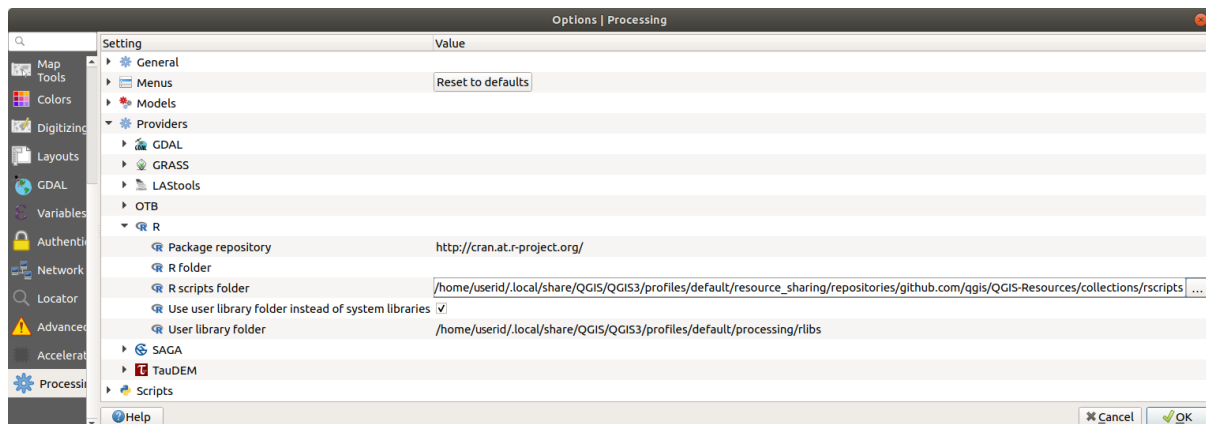 Options | Processing
Setting Value
Map Tools
Colors
Digitizing
Layouts
GDAL
Variables
Authenti
Network
Locator
Advanced
Accelerat
Processi
General
Menus Reset to defaults
Models
Providers
GDAL
GRASS
LAStools
OTB
R
Package repository http://cran.at.r-project.org/
R folder
R scripts folder /home/userid/.local/share/QGIS/QGIS3/profiles/default/resource_sharing/repositories/github.com/qgis/QGIS-Resources/collections/rscripts ...
Use user library folder instead of system libraries
User library folder /home/userid/.local/share/QGIS/QGIS3/profiles/default/processing/rlibs
SAGA
TauDEM
Scripts
Help Cancel OK